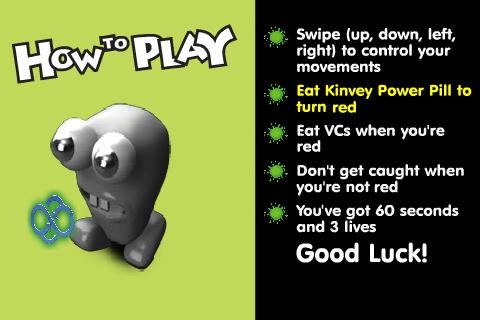 How TO PLAY
Swipe (up, down, left,
right) to control your
movements
Eat Kinvey Power Pill to
turn red
Eat VCs when you're
red
Don't get caught when
you're not red
You've got 60 seconds
and 3 lives
Good Luck!